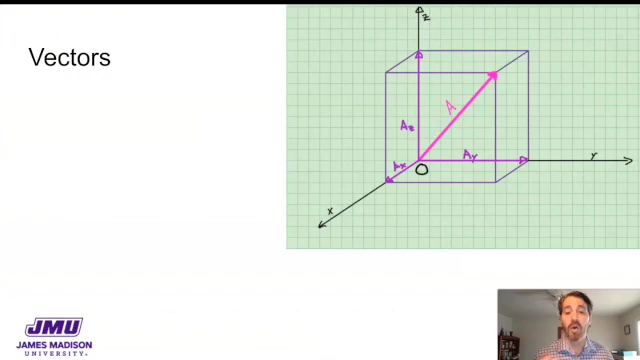 Vectors
z
A
Az
Ax
Ay
O
y
x
JMU
JAMES MADISON
UNIVERSITY.